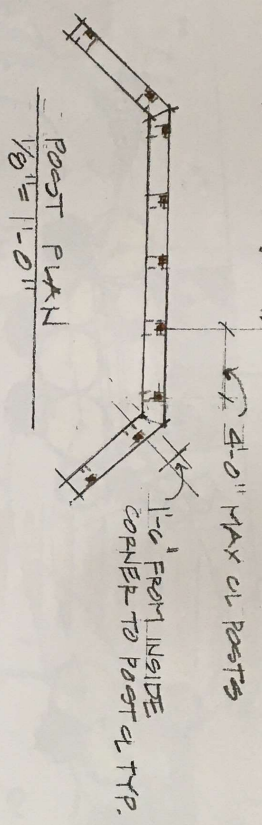 4'-0" MAX CL POSTS
1'-6" FROM INSIDE
CORNER TO POST CL TYP.
POST PLAN
1/8" = 1'-0"